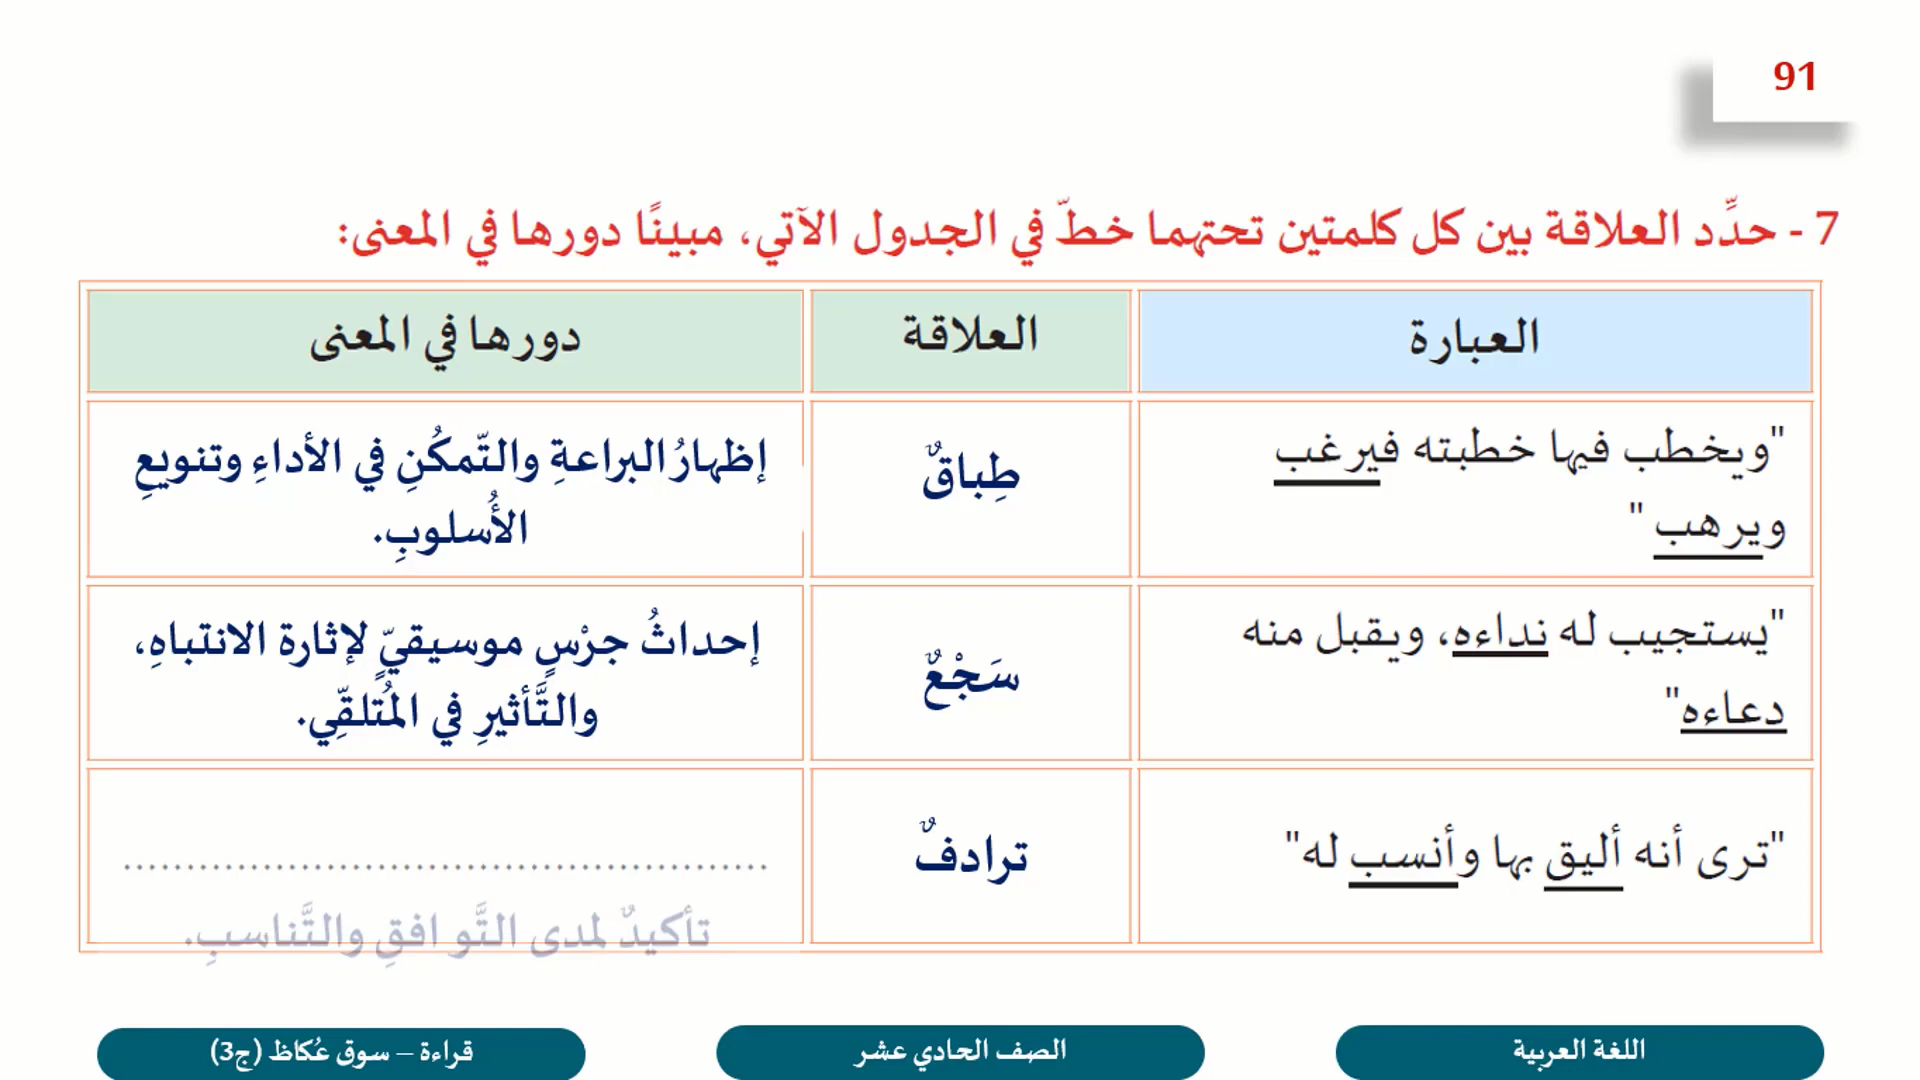 91
7 - حدِّد العلاقة بين كل كلمتين تحتهما خطّ في الجدول الآتي، مبينًا دورها في المعنى:
العبارة
العلاقة
دورها في المعنى
"ويخطب فيها خطبته فيرغب
ويرهب"
طِباقٌ
إظهارُ البراعةِ والتّمكُنِ في الأداءِ وتنويعِ
الأُسلوبِ.
"يستجيب له نداءه، ويقبل منه
دعاءه"
سَجْعٌ
إحداثُ جرْسٍ موسيقيّ لإثارة الانتباهِ،
والتَّأثيرِ في المُتلقِّي.
"ترى أنه أليق بها وأنسب له"
ترادفٌ
..................................................
تأكيدٌ لمدى التَّوافقِ والتَّناسبِ.
اللغة العربية
الصف الحادي عشر
قراءة – سوق عُكاظ (ج3)